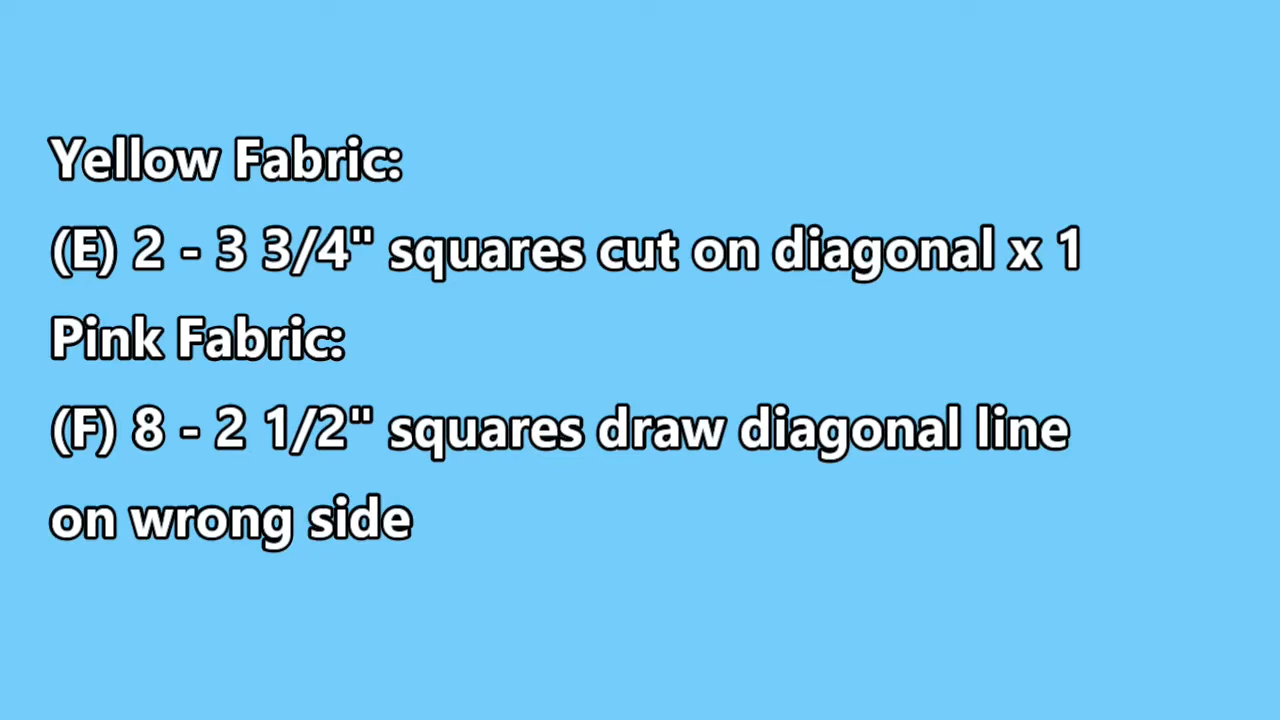 Yellow Fabric:
(E) 2 - 3 3/4" squares cut on diagonal x 1
Pink Fabric:
(F) 8 - 2 1/2" squares draw diagonal line
on wrong side